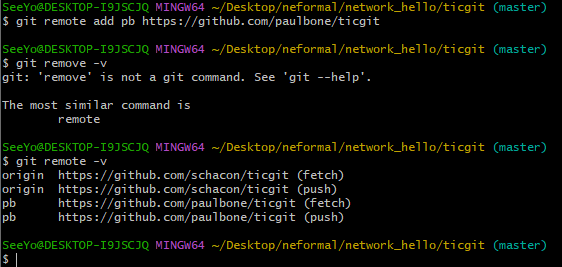 SeeYo@DESKTOP-I9JSCJQ MINGW64 ~/Desktop/neformal/network_hello/ticgit (master)
$ git remote add pb https://github.com/paulbone/ticgit
SeeYo@DESKTOP-I9JSCJQ MINGW64 ~/Desktop/neformal/network_hello/ticgit (master)
$ git remove -v
git: 'remove' is not a git command. See 'git --help'.
The most similar command is
remote
SeeYo@DESKTOP-I9JSCJQ MINGW64 ~/Desktop/neformal/network_hello/ticgit (master)
$ git remote -v
origin  https://github.com/schacon/ticgit (fetch)
origin  https://github.com/schacon/ticgit (push)
pb      https://github.com/paulbone/ticgit (fetch)
pb      https://github.com/paulbone/ticgit (push)
SeeYo@DESKTOP-I9JSCJQ MINGW64 ~/Desktop/neformal/network_hello/ticgit (master)
$